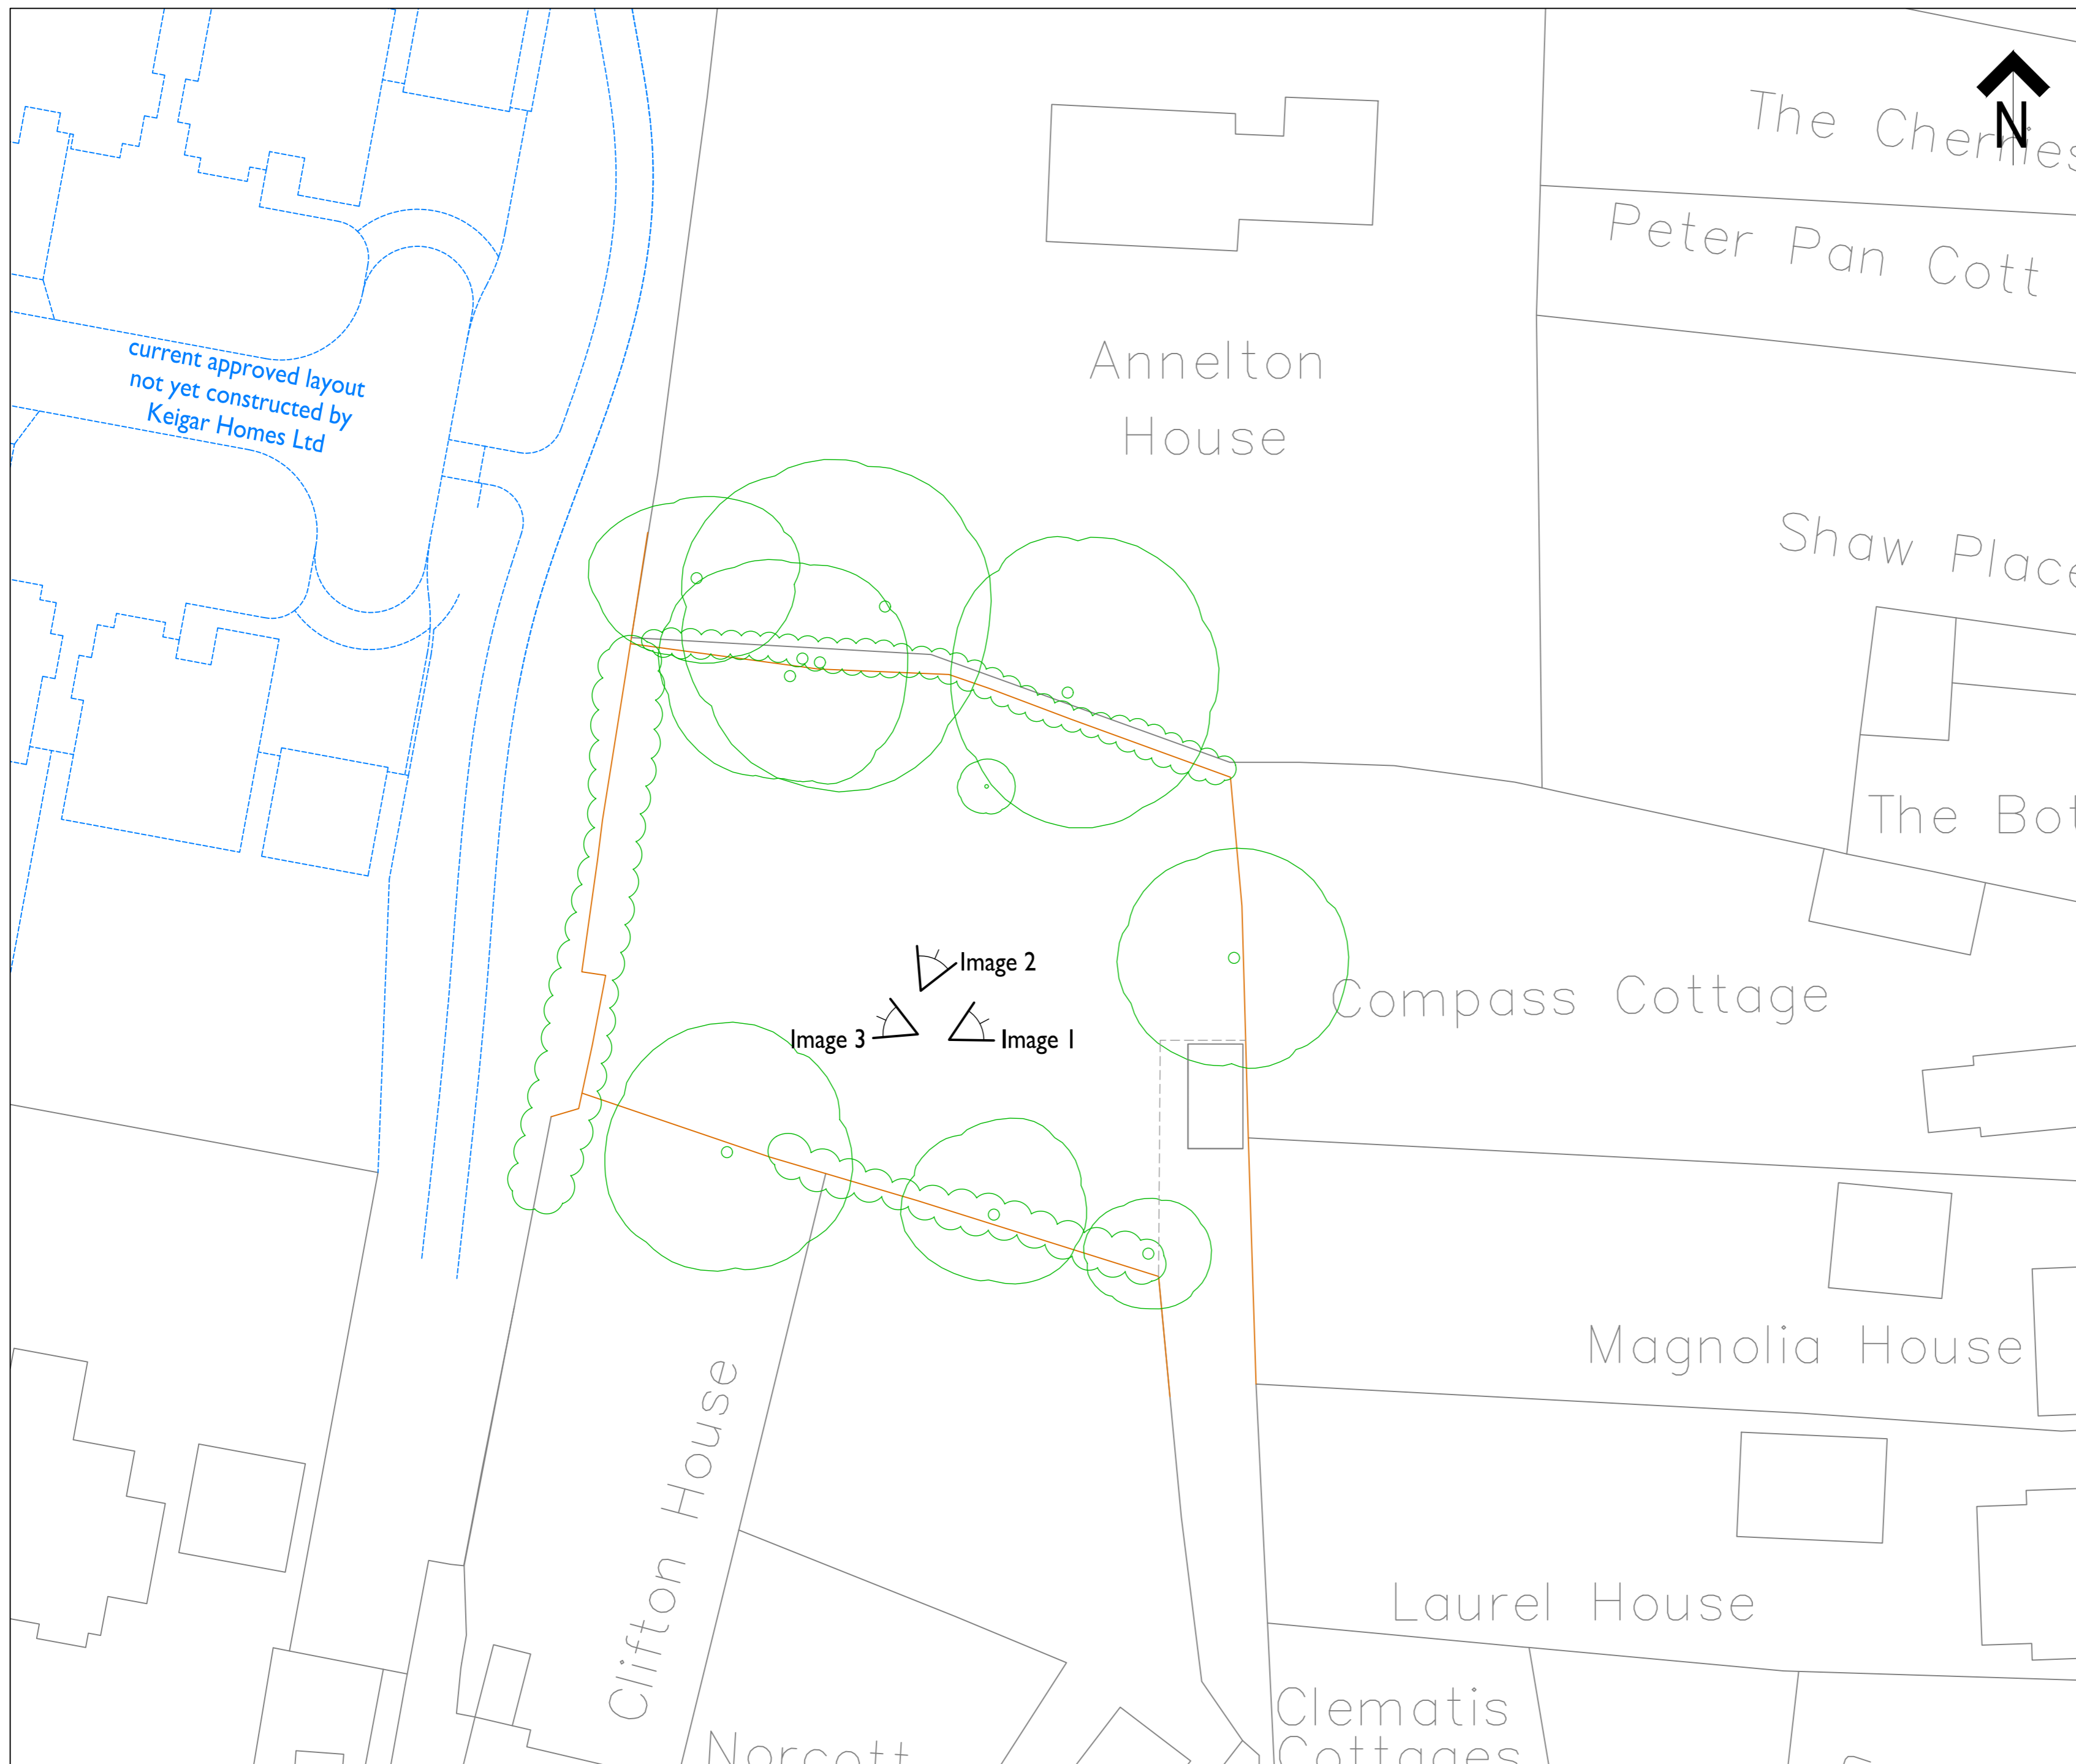 N
The Cherries
Peter Pan Cott
current approved layout
not yet constructed by
Keigar Homes Ltd
Annelton
House
Shaw Place
The Bot
Image 2
Image 3
Image 1
Compass Cottage
Magnolia House
Clifton House
Laurel House
Clematis
Cottages
Norcott